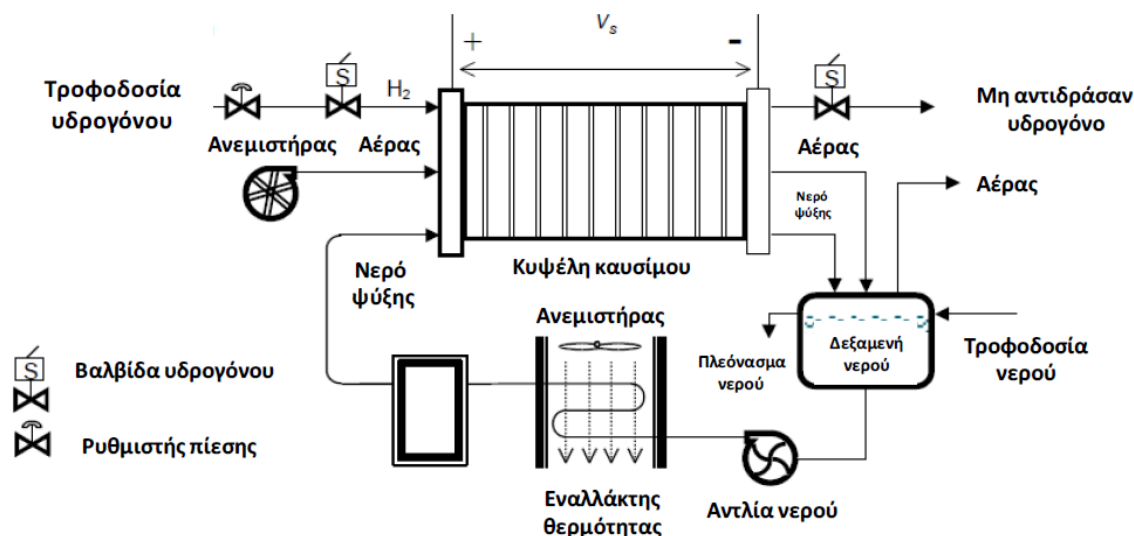 Vs
+
-
Τροφοδοσία
υδρογόνου
S
H2
S
Μη αντιδράσαν
υδρογόνο
Ανεμιστήρας
Αέρας
Αέρας
Αέρας
Νερό
ψύξης
Κυψέλη καυσίμου
Νερό
ψύξης
Ανεμιστήρας
Δεξαμενή
νερού
Πλεόνασμα
νερού
Τροφοδοσία
νερού
S
Βαλβίδα υδρογόνου
Ρυθμιστής πίεσης
Εναλλάκτης
θερμότητας
Αντλία νερού